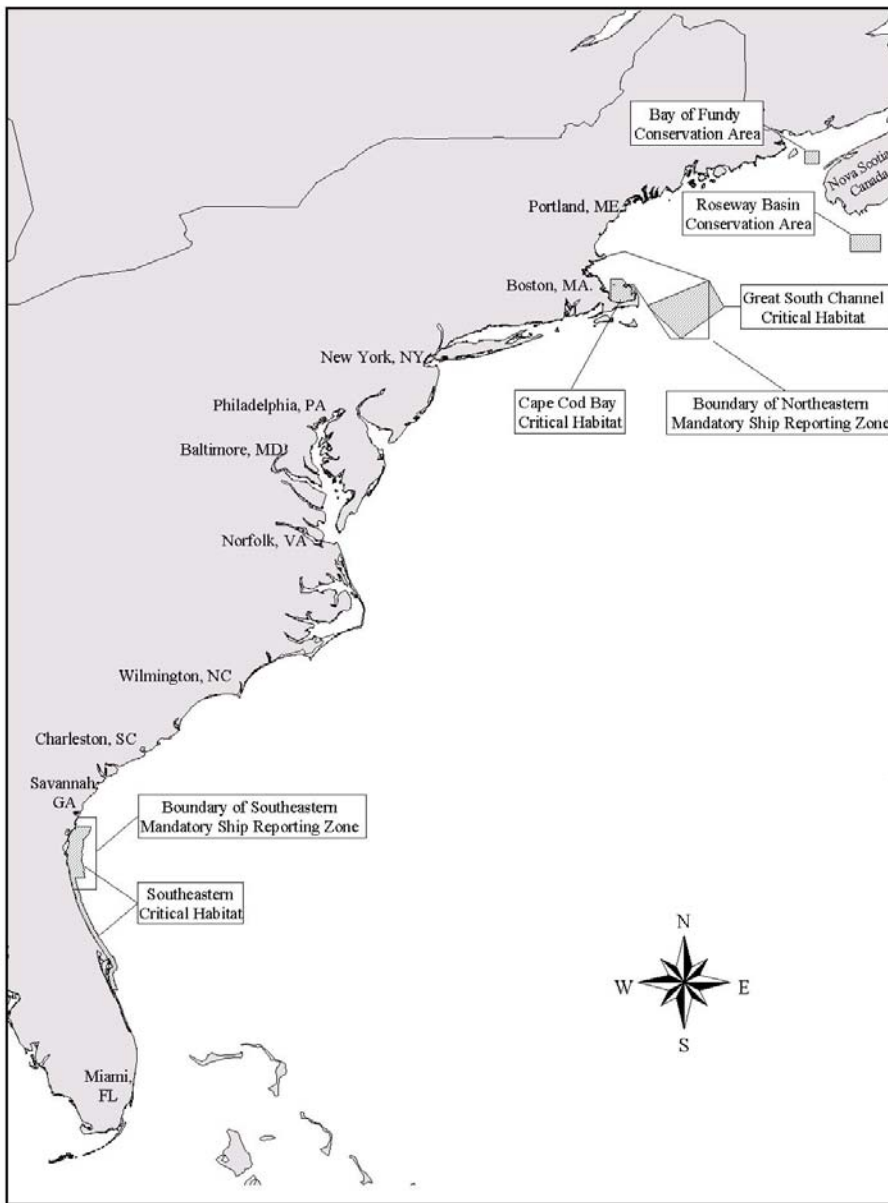 Bay of Fundy
Conservation Area
Nova Scotia
Canada
Portland, ME
Roseway Basin
Conservation Area
Boston, MA.
Great South Channel
Critical Habitat
New York, NY
Cape Cod Bay
Critical Habitat
Boundary of Northeastern
Mandatory Ship Reporting Zone
Philadelphia, PA
Baltimore, MD
Norfolk, VA
Wilmington, NC
Charleston, SC
Savannah,
GA
Boundary of Southeastern
Mandatory Ship Reporting Zone
Southeastern
Critical Habitat
N
W
E
S
Miami,
FL